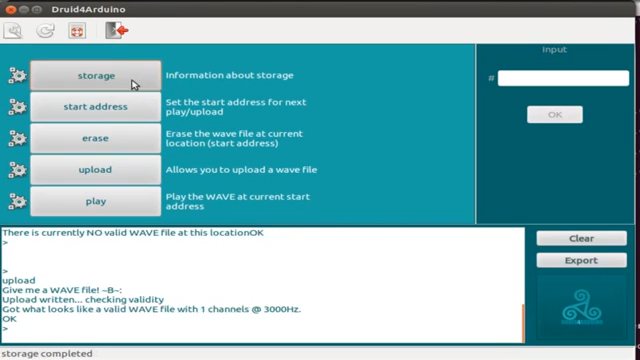 Druid4Arduino
Input
storage
Information about storage
#
start address
Set the start address for next
play/upload
OK
erase
Erase the wave file at current
location (start address)
upload
Allows you to upload a wave file
play
Play the WAVE at current start
address
There is currently NO valid WAVE file at this locationOK
>
>
upload
Give me a WAVE file! ~B~:
Upload written... checking validity
Got what looks like a valid WAVE file with 1 channels @ 3000Hz.
OK
>
Clear
Export
storage completed